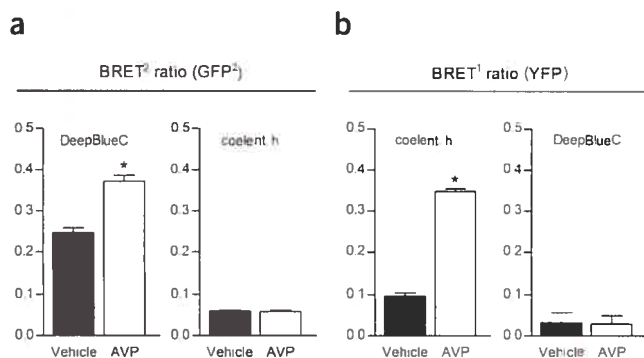 a
BRET² ratio (GFP²)
DeepBlueC
*
0.5
0.4
0.3
0.2
0.1
0.0
Vehicle AVP
coelent. h
0.5
0.4
0.3
0.2
0.1
0.0
Vehicle AVP
b
BRET¹ ratio (YFP)
coelent. h
*
0.5
0.4
0.3
0.2
0.1
0.0
Vehicle AVP
DeepBlueC
0.5
0.4
0.3
0.2
0.1
0.0
Vehicle AVP